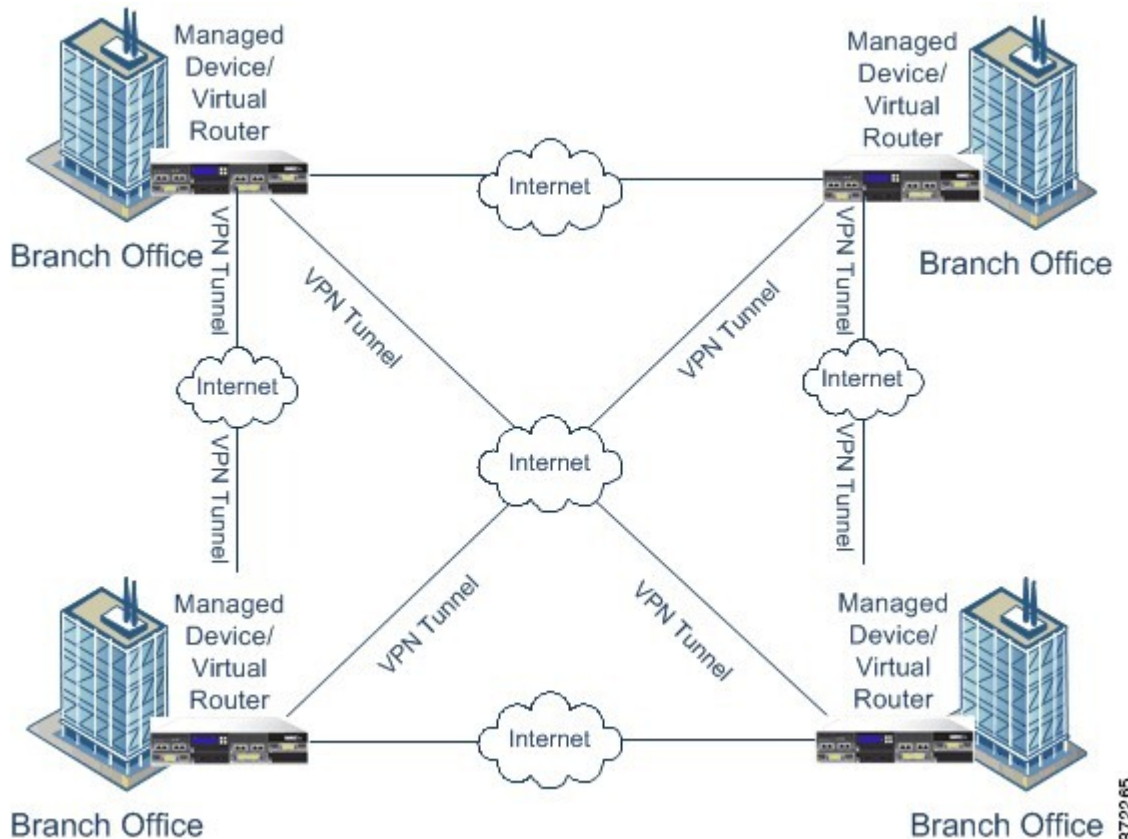 Managed
Device/
Virtual
Router
Managed
Device/
Virtual
Router
Internet
Branch Office
Branch Office
VPN Tunnel
VPN Tunnel
VPN Tunnel
VPN Tunnel
Internet
Internet
VPN Tunnel
VPN Tunnel
Internet
VPN Tunnel
VPN Tunnel
Managed
Device/
Virtual
Router
Managed
Device/
Virtual
Router
Internet
Branch Office
Branch Office
372265